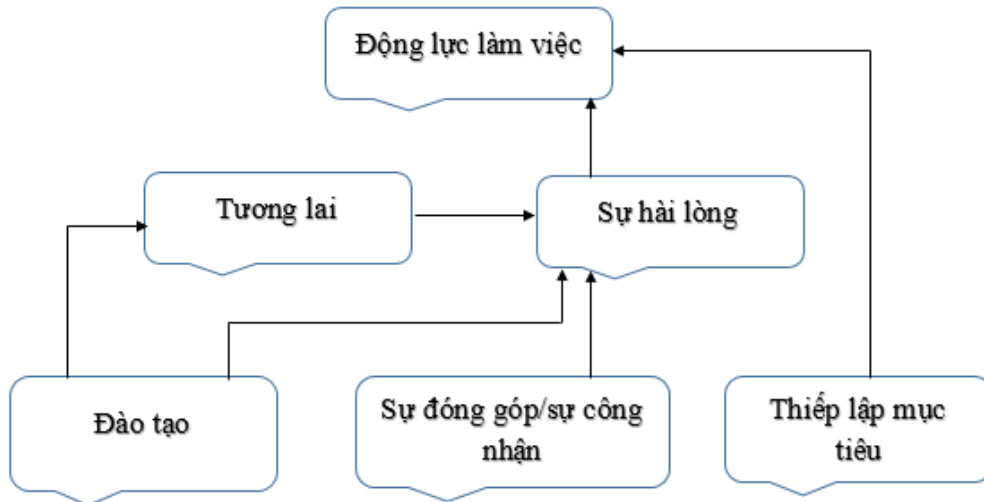 Động lực làm việc
Tương lai
Sự hài lòng
Đào tạo
Sự đóng góp/sự công
nhận
Thiếp lập mục
tiêu